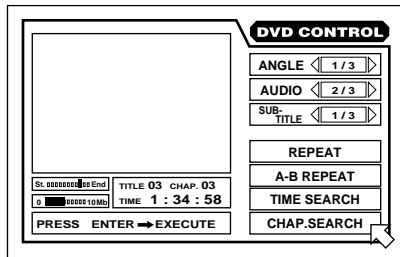 DVD CONTROL
ANGLE 1 / 3
AUDIO 2 / 3
SUB-TITLE 1 / 3
REPEAT
A-B REPEAT
TIME SEARCH
CHAP.SEARCH
St. End
0 10Mb
TITLE 03 CHAP. 03
TIME 1 : 34 : 58
PRESS ENTER ➡ EXECUTE